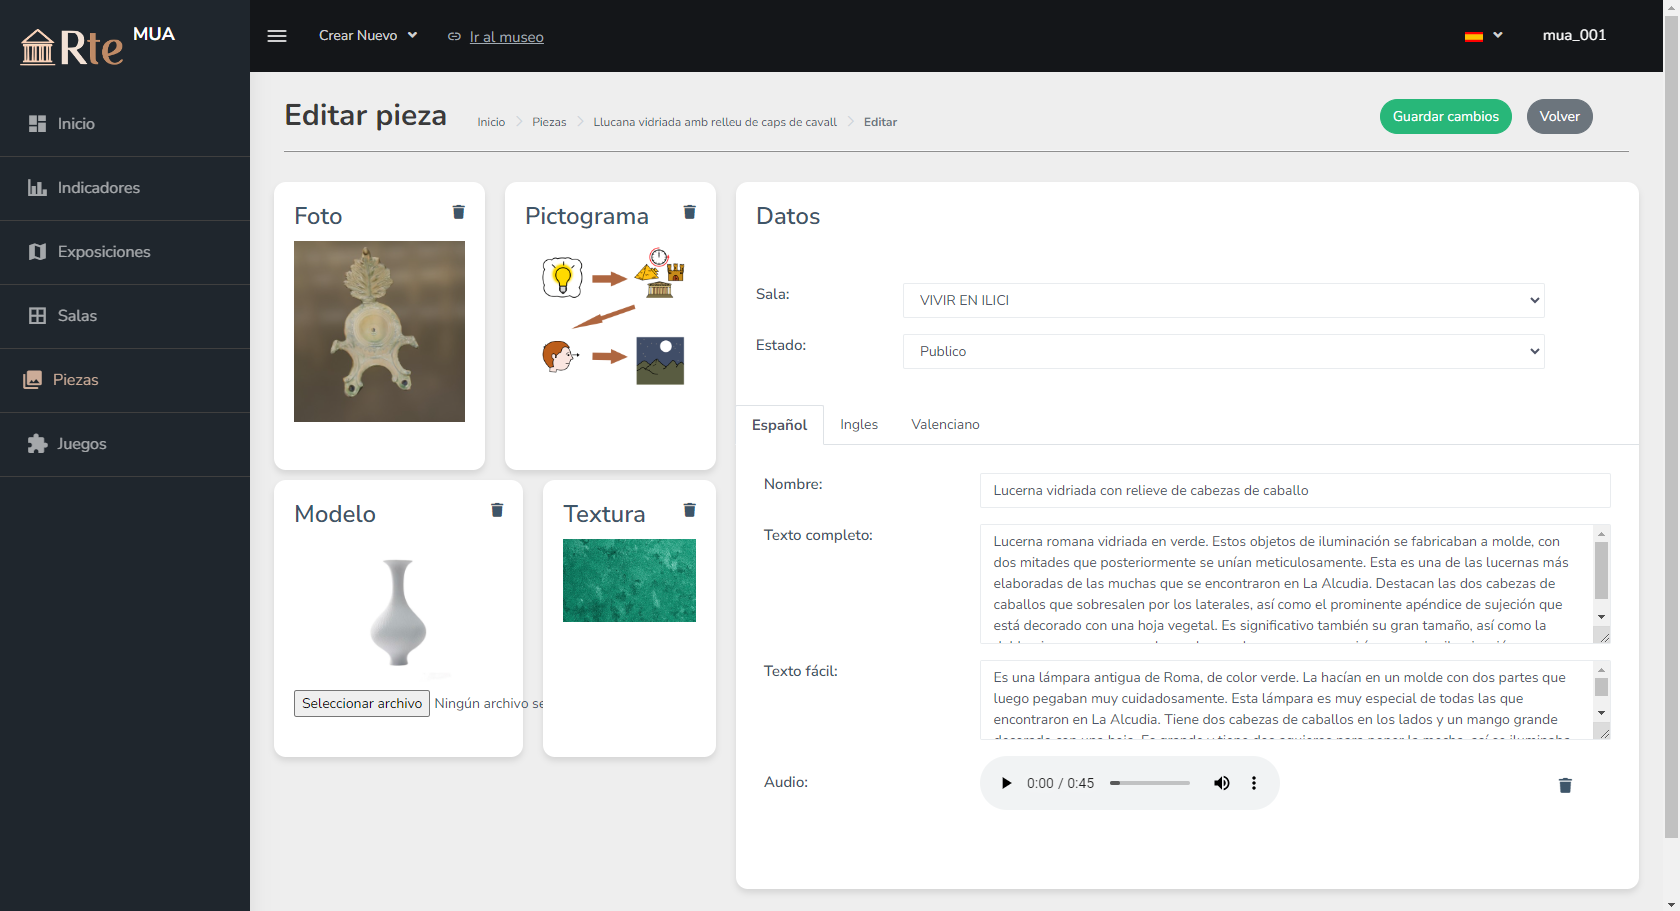 Rte MUA
Crear Nuevo
Ir al museo
mua_001
Inicio
Indicadores
Exposiciones
Salas
Piezas
Juegos
Editar pieza
Inicio > Piezas > Llucana vidriada amb relleu de caps de cavall > Editar
Guardar cambios
Volver
Foto
Pictograma
Modelo
Seleccionar archivo Ningún archivo se
Textura
Datos
Sala:
VIVIR EN ILICI
Estado:
Publico
Español Ingles Valenciano
Nombre:
Lucerna vidriada con relieve de cabezas de caballo
Texto completo:
Lucerna romana vidriada en verde. Estos objetos de iluminación se fabricaban a molde, con
dos mitades que posteriormente se unían meticulosamente. Esta es una de las lucernas más
elaboradas de las muchas que se encontraron en La Alcudia. Destacan las dos cabezas de
caballos que sobresalen por los laterales, así como el prominente apéndice de sujeción que
está decorado con una hoja vegetal. Es significativo también su gran tamaño, así como la
Texto fácil:
Es una lámpara antigua de Roma, de color verde. La hacían en un molde con dos partes que
luego pegaban muy cuidadosamente. Esta lámpara es muy especial de todas las que
encontraron en La Alcudia. Tiene dos cabezas de caballos en los lados y un mango grande
Audio:
0:00 / 0:45